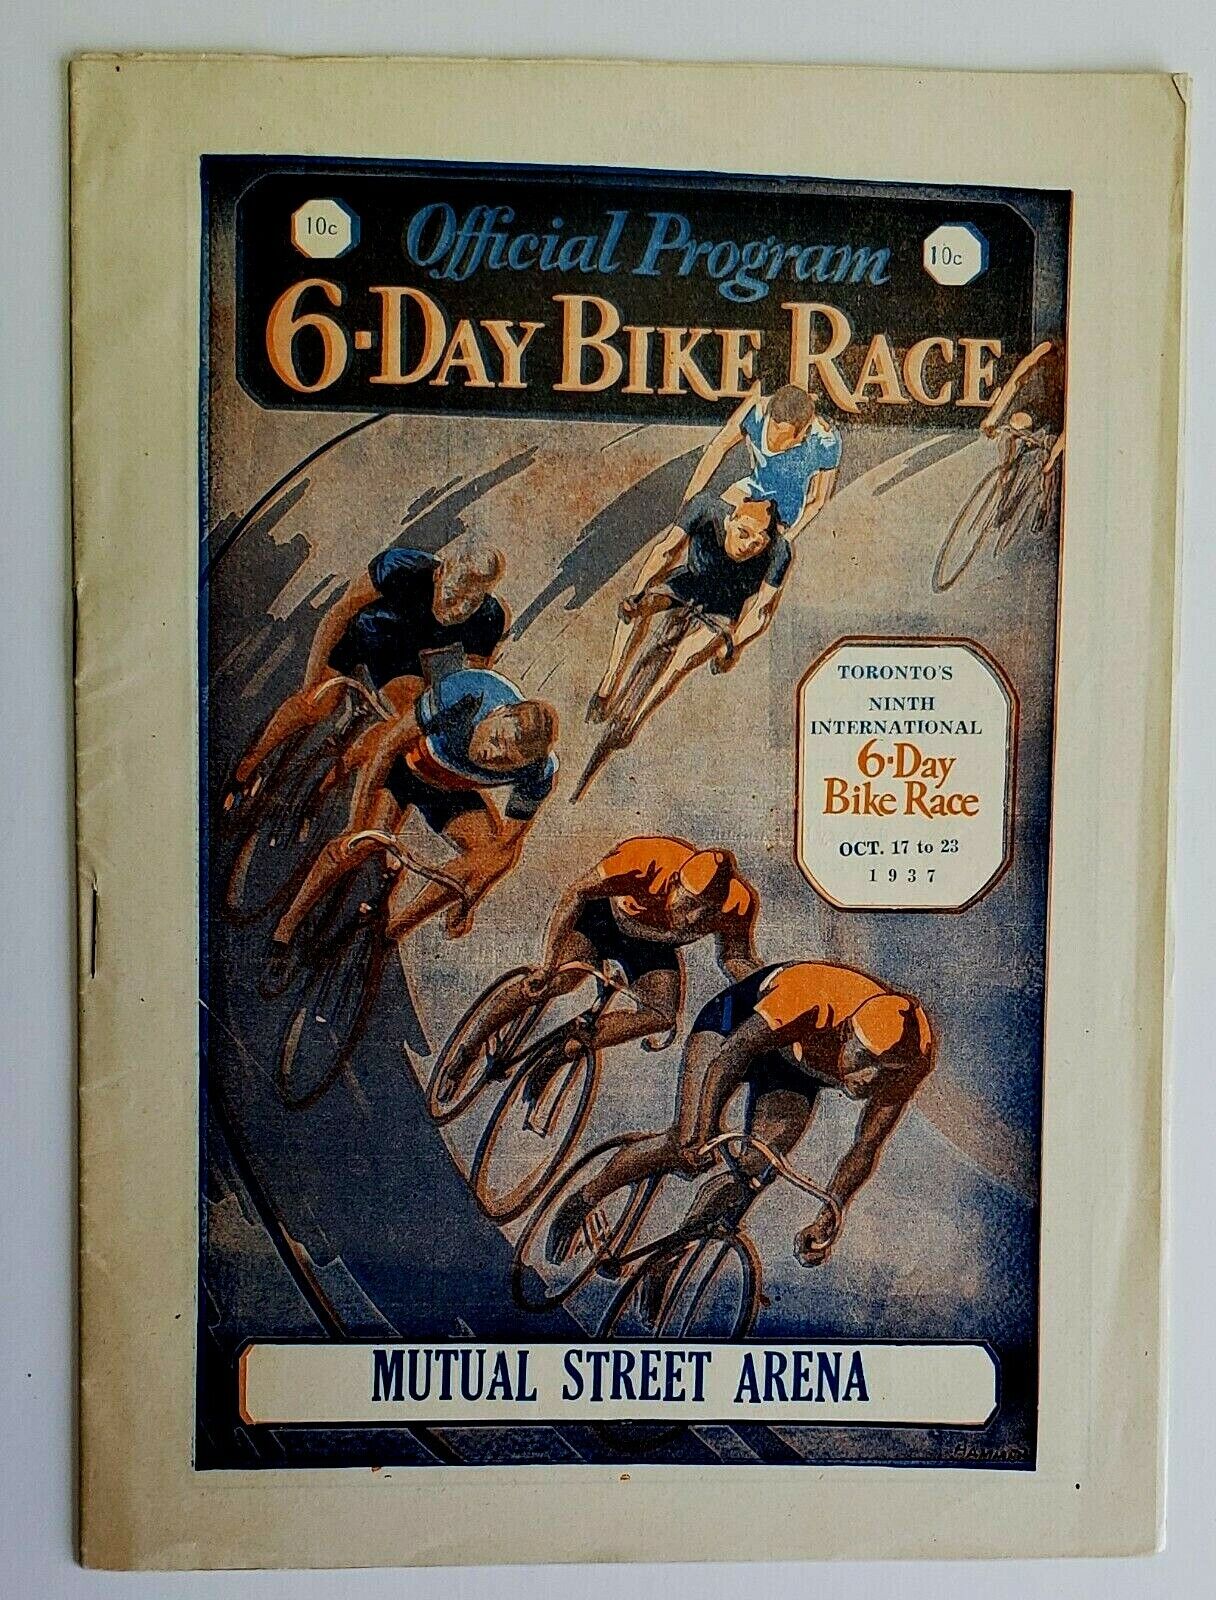 10c
Official Program
10c
6-DAY BIKE RACE
TORONTO'S
NINTH
INTERNATIONAL
6-Day
Bike Race
OCT. 17 to 23
1937
MUTUAL STREET ARENA